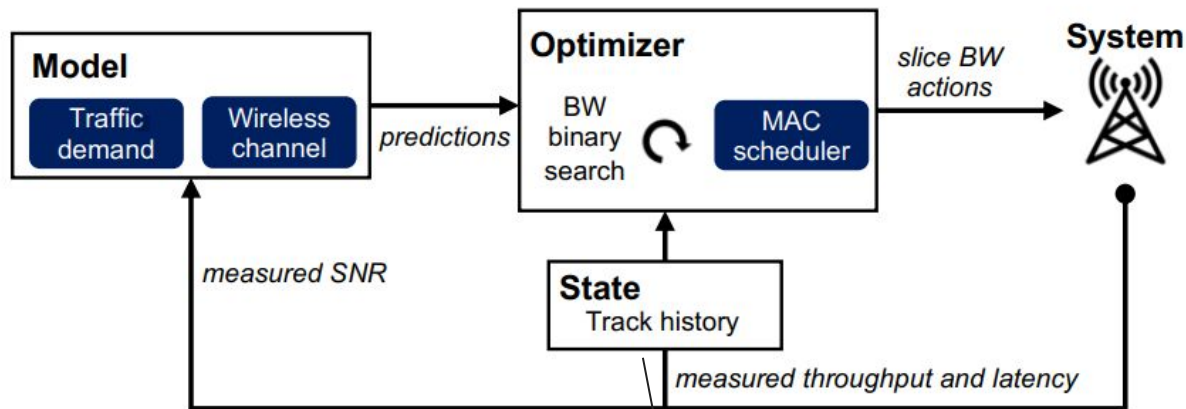 Model
Traffic
demand
Wireless
channel
predictions
Optimizer
BW
binary
search
MAC
scheduler
slice BW
actions
System
measured SNR
State
Track history
measured throughput and latency